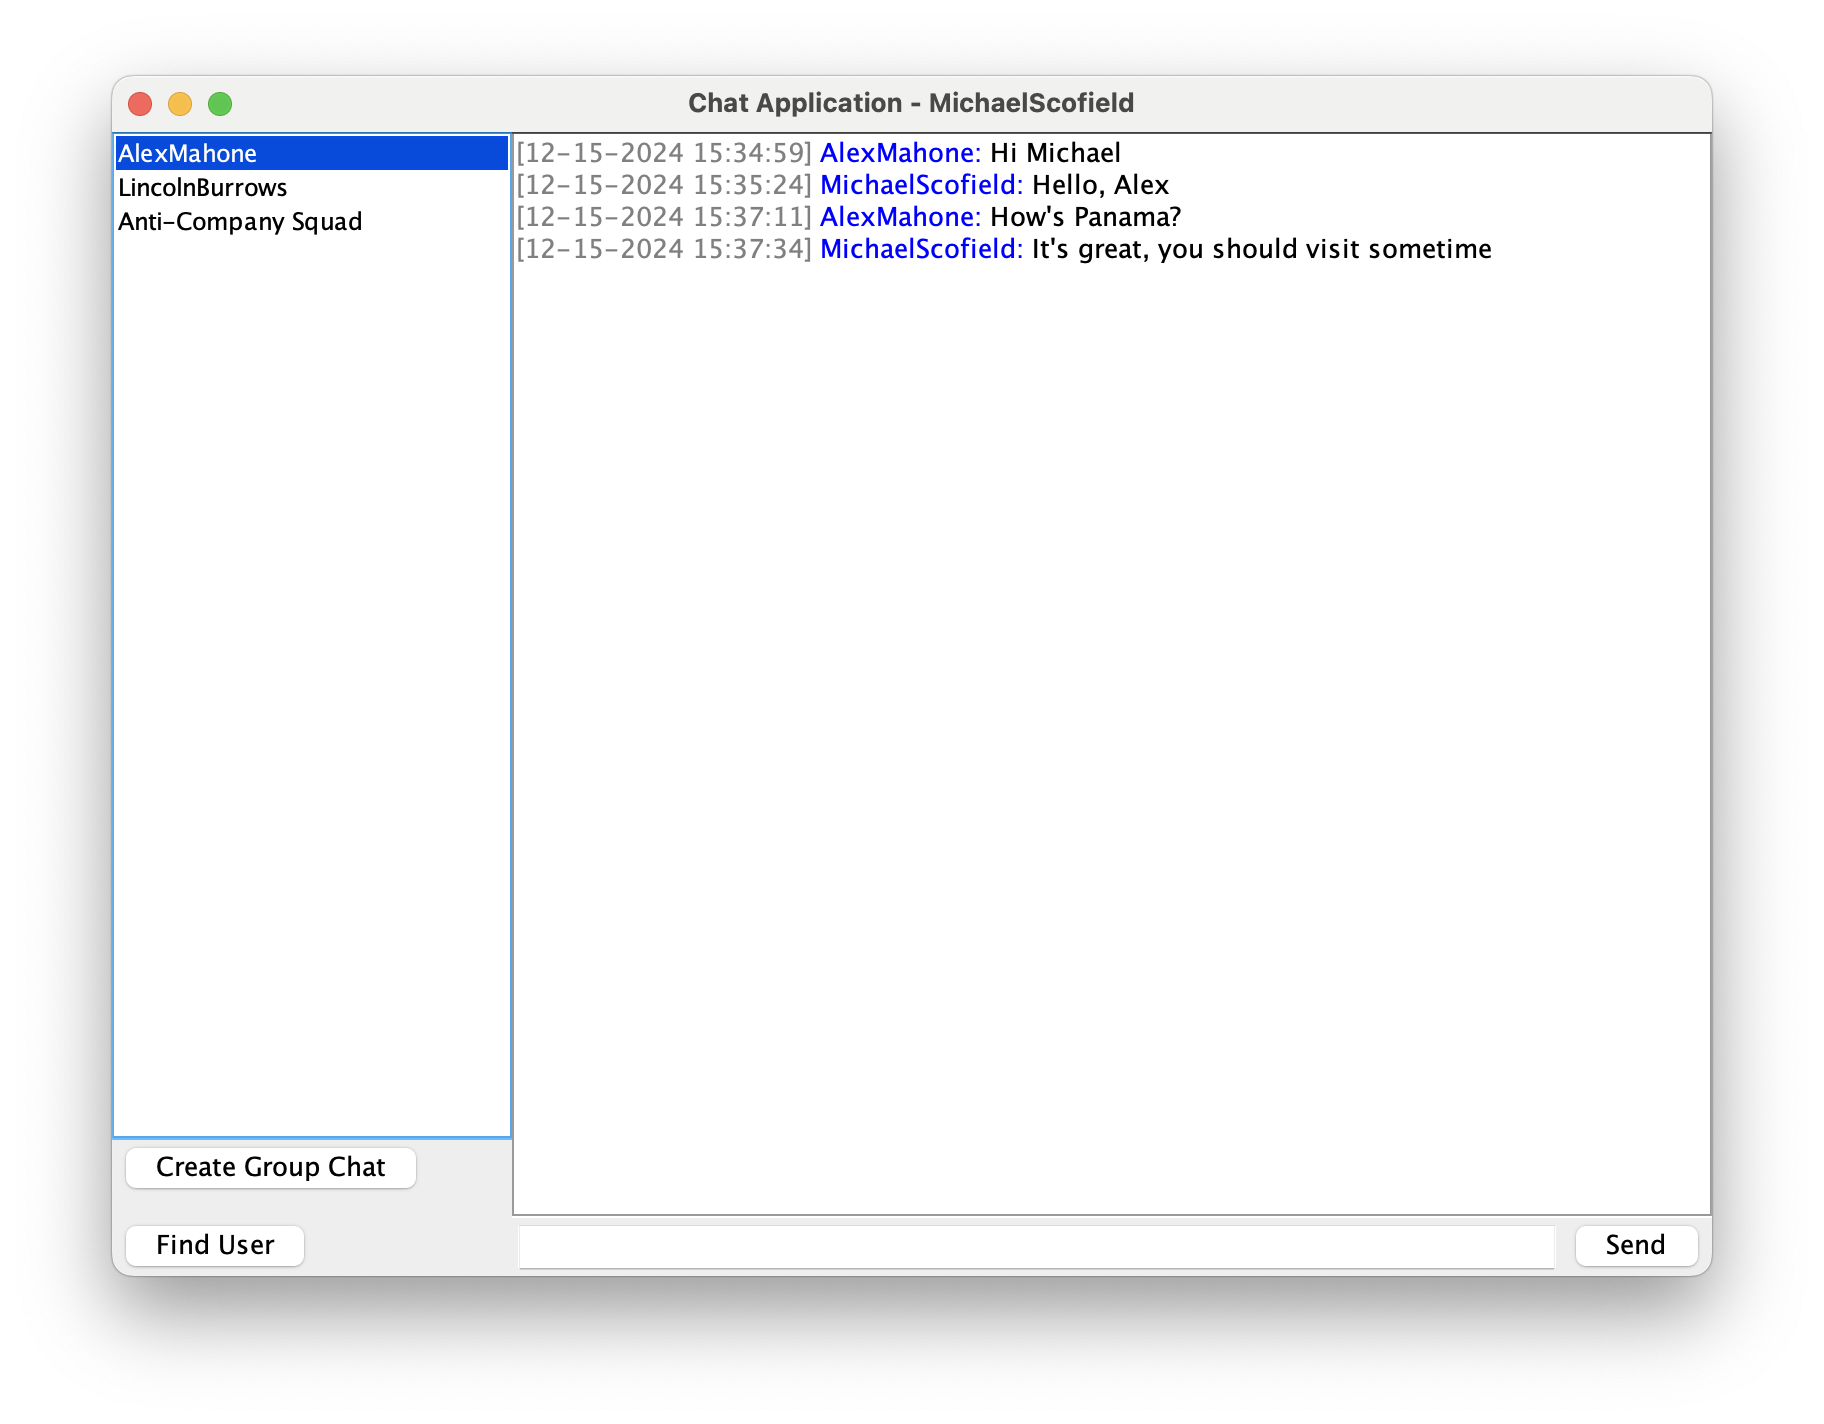 Chat Application - MichaelScofield
AlexMahone
LincolnBurrows
Anti-Company Squad
[12-15-2024 15:34:59] AlexMahone: Hi Michael
[12-15-2024 15:35:24] MichaelScofield: Hello, Alex
[12-15-2024 15:37:11] AlexMahone: How's Panama?
[12-15-2024 15:37:34] MichaelScofield: It's great, you should visit sometime
Create Group Chat
Find User
Send